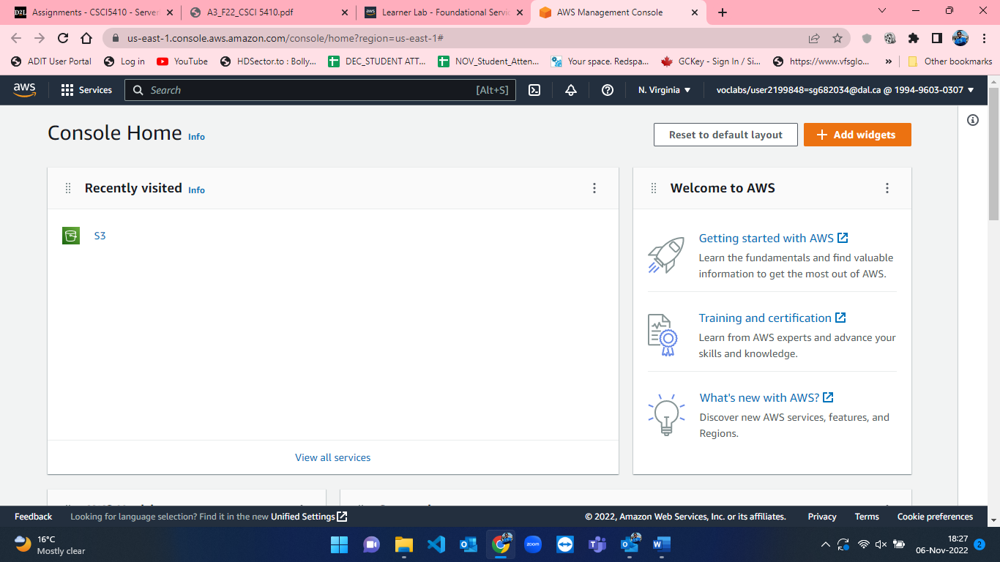 Assignments - CSCI5410 - Server
A3_F22_CSCI 5410.pdf
Learner Lab - Foundational Servic
AWS Management Console
us-east-1.console.aws.amazon.com/console/home?region=us-east-1#
ADIT User Portal
Log in
YouTube
HDSector.to : Bolly...
DEC_STUDENT ATT...
NOV_Student_Atten...
Your space. Redspa...
GCKey - Sign In / Si...
https://www.vfsglo...
»
Other bookmarks
aws
Services
Search
[Alt+S]
N. Virginia
voclabs/user2199848=sg682034@dal.ca @ 1994-9603-0307
Console Home Info
Reset to default layout
Add widgets
Recently visited Info
S3
View all services
Welcome to AWS
Getting started with AWS
Learn the fundamentals and find valuable
information to get the most out of AWS.
Training and certification
Learn from AWS experts and advance your
skills and knowledge.
What's new with AWS?
Discover new AWS services, features, and
Regions.
Feedback
Looking for language selection? Find it in the new Unified Settings
© 2022, Amazon Web Services, Inc. or its affiliates.
Privacy
Terms
Cookie preferences
16°C
Mostly clear
zoom
18:27
06-Nov-2022
2